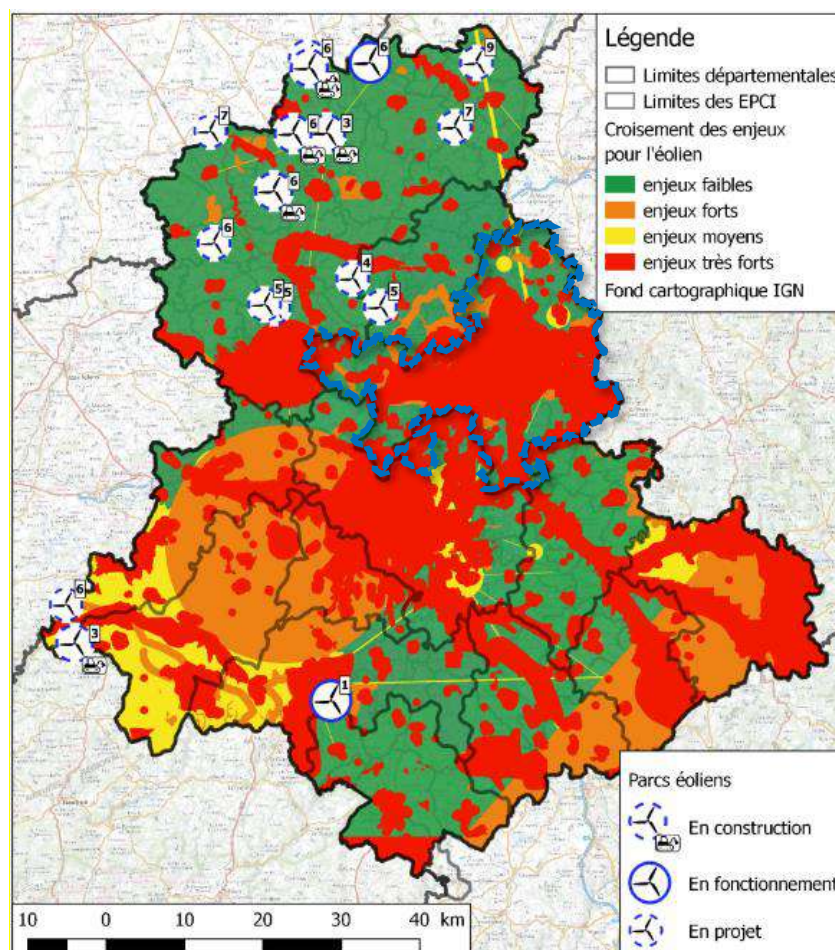 Légende
Limites départementales
Limites des EPCI
Croisement des enjeux
pour l'éolien
enjeux faibles
enjeux forts
enjeux moyens
enjeux très forts
Fond cartographique IGN
6
6
9
7
6
3
7
6
6
4
5
5
5
6
3
1
Parcs éoliens
En construction
En fonctionnement
En projet
10 0 10 20 30 40 km